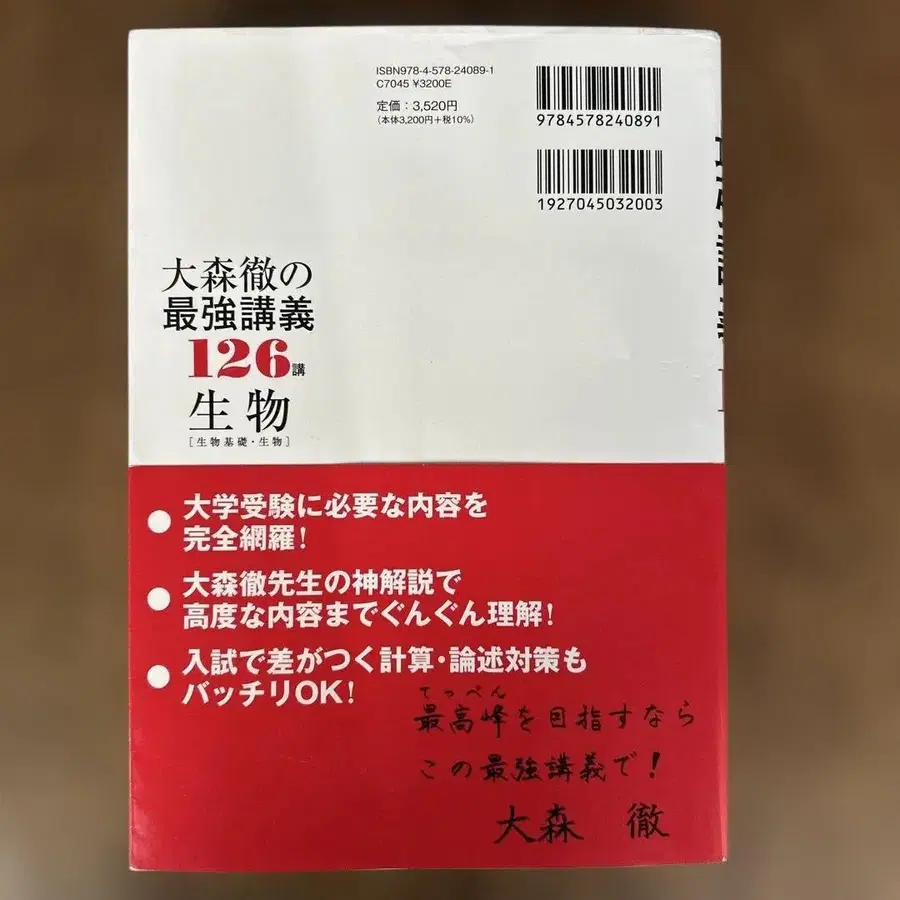 ISBN978-4-578-24089-1
C7045 ¥3200E
定価：3,520円
（本体3,200円＋税10%）
9784578240891
1927045032003
大森徹の
最強講義
126講
生物
［生物基礎・生物］
● 大学受験に必要な内容を
完全網羅！
● 大森徹先生の神解説で
高度な内容までぐんぐん理解！
● 入試で差がつく計算・論述対策も
バッチリOK！
てっぺん
最高峰を目指すなら
この最強講義で！
大森 徹